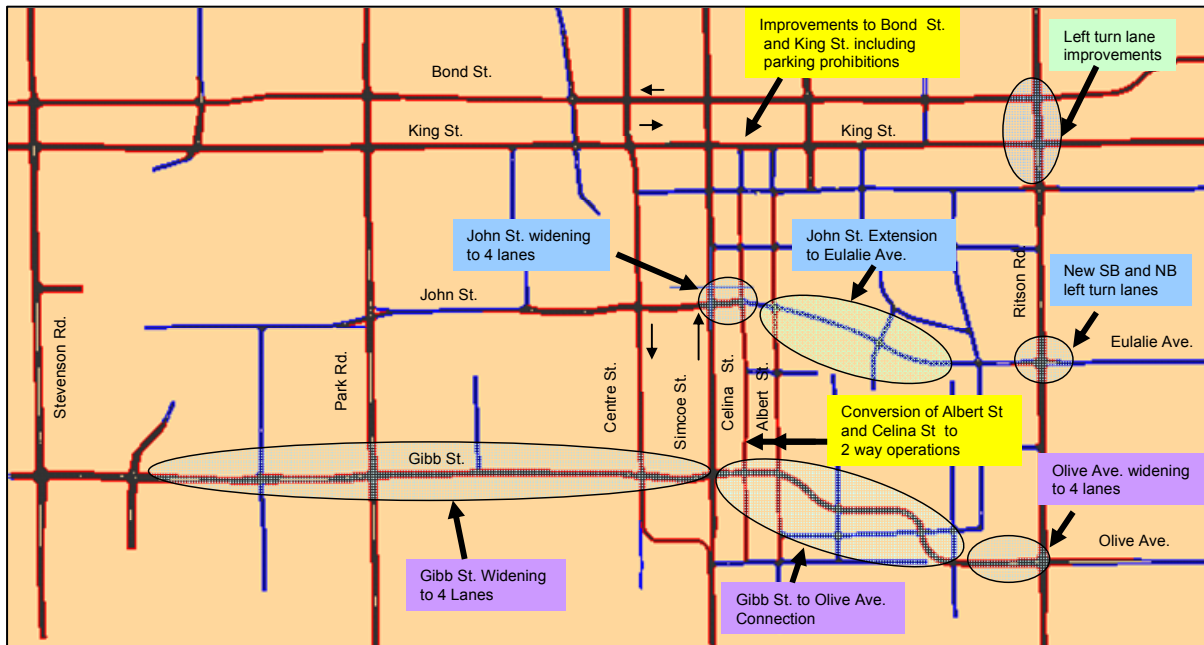 Improvements to Bond St.
and King St. including
parking prohibitions
Left turn lane
improvements
Bond St.
King St.
King St.
John St. widening
to 4 lanes
John St. Extension
to Eulalie Ave.
New SB and NB
left turn lanes
John St.
Eulalie Ave.
Stevenson Rd.
Park Rd.
Centre St.
Simcoe St.
Celina St.
Albert St.
Ritson Rd.
Conversion of Albert St
and Celina St to
2 way operations
Gibb St.
Olive Ave. widening
to 4 lanes
Olive Ave.
Gibb St. Widening
to 4 Lanes
Gibb St. to Olive Ave.
Connection